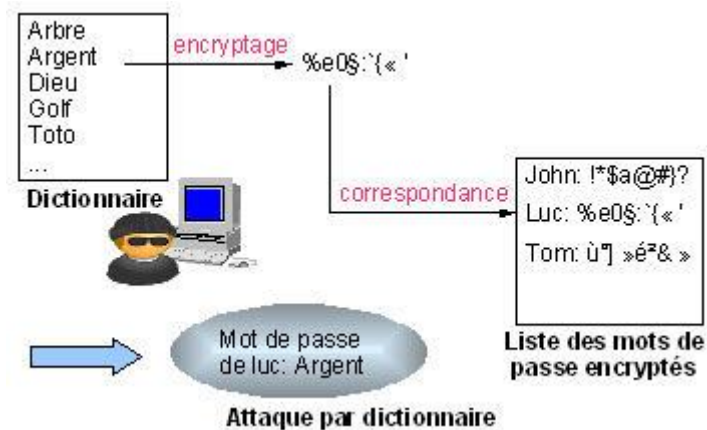 Arbre
Argent
Dieu
Golf
Toto
...
Dictionnaire
encryptage
%e0§:`{« '
correspondance
John: !*$a@#}?
Luc: %e0§:`{« '
Tom: ù"] »é²& »
Liste des mots de
passe encryptés
Mot de passe
de luc: Argent
Attaque par dictionnaire